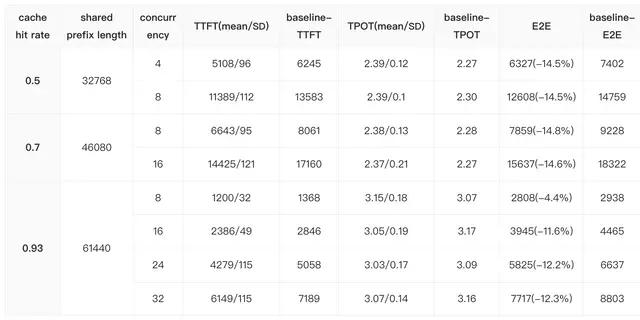 cache hit rate | shared prefix length | concurrency | TTFT(mean/SD) | baseline-TTFT | TPOT(mean/SD) | baseline-TPOT | E2E | baseline-E2E
0.5 | 32768 | 4 | 5108/96 | 6245 | 2.39/0.12 | 2.27 | 6327(-14.5%) | 7402
8 | 11389/112 | 13583 | 2.39/0.1 | 2.30 | 12608(-14.5%) | 14759
0.7 | 46080 | 8 | 6643/95 | 8061 | 2.38/0.13 | 2.28 | 7859(-14.8%) | 9228
16 | 14425/121 | 17160 | 2.37/0.21 | 2.27 | 15637(-14.6%) | 18322
0.93 | 61440 | 8 | 1200/32 | 1368 | 3.15/0.18 | 3.07 | 2808(-4.4%) | 2938
16 | 2386/49 | 2846 | 3.05/0.19 | 3.17 | 3945(-11.6%) | 4465
24 | 4279/115 | 5058 | 3.03/0.17 | 3.09 | 5825(-12.2%) | 6637
32 | 6149/115 | 7189 | 3.07/0.14 | 3.16 | 7717(-12.3%) | 8803